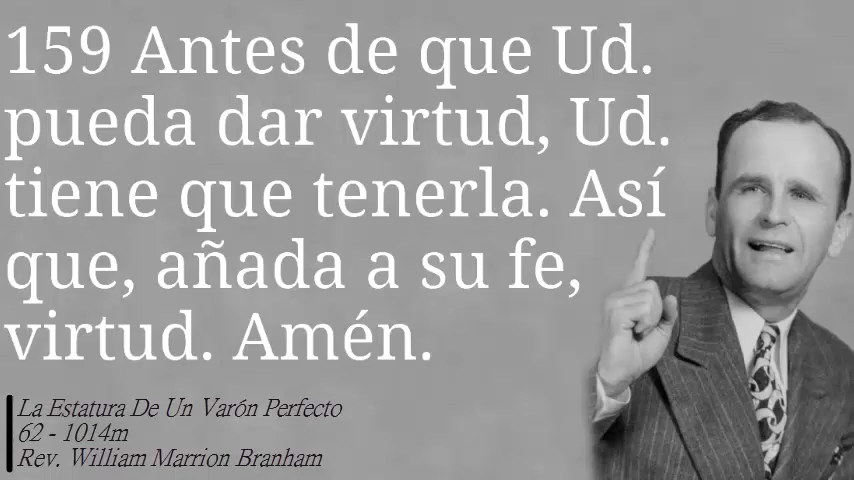 159 Antes de que Ud.
pueda dar virtud, Ud.
tiene que tenerla. Así
que, añada a su fe,
virtud. Amén.
La Estatura De Un Varón Perfecto
62 - 1014m
Rev. William Marrion Branham